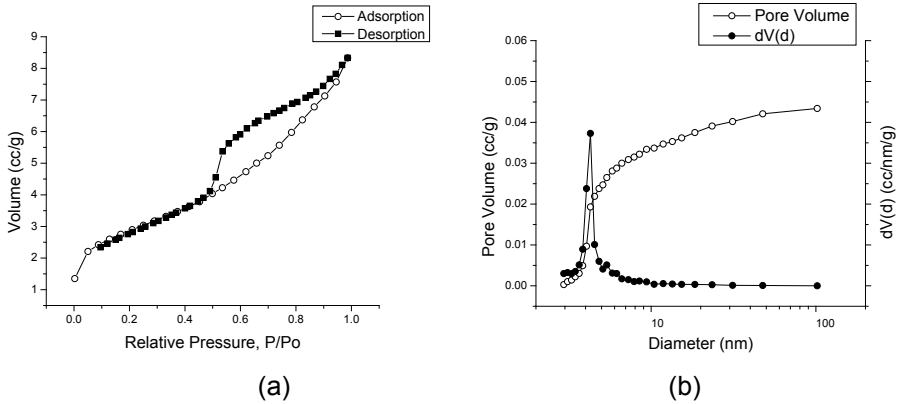 Adsorption
Desorption
9
8
7
6
5
4
3
2
1
Volume (cc/g)
0.0 0.2 0.4 0.6 0.8 1.0
Relative Pressure, P/Po
(a)
Pore Volume
dV(d)
0.06
0.05
0.04
0.03
0.02
0.01
0.00
Pore Volume (cc/g)
dV(d) (cc/nm/g)
10 100
Diameter (nm)
(b)